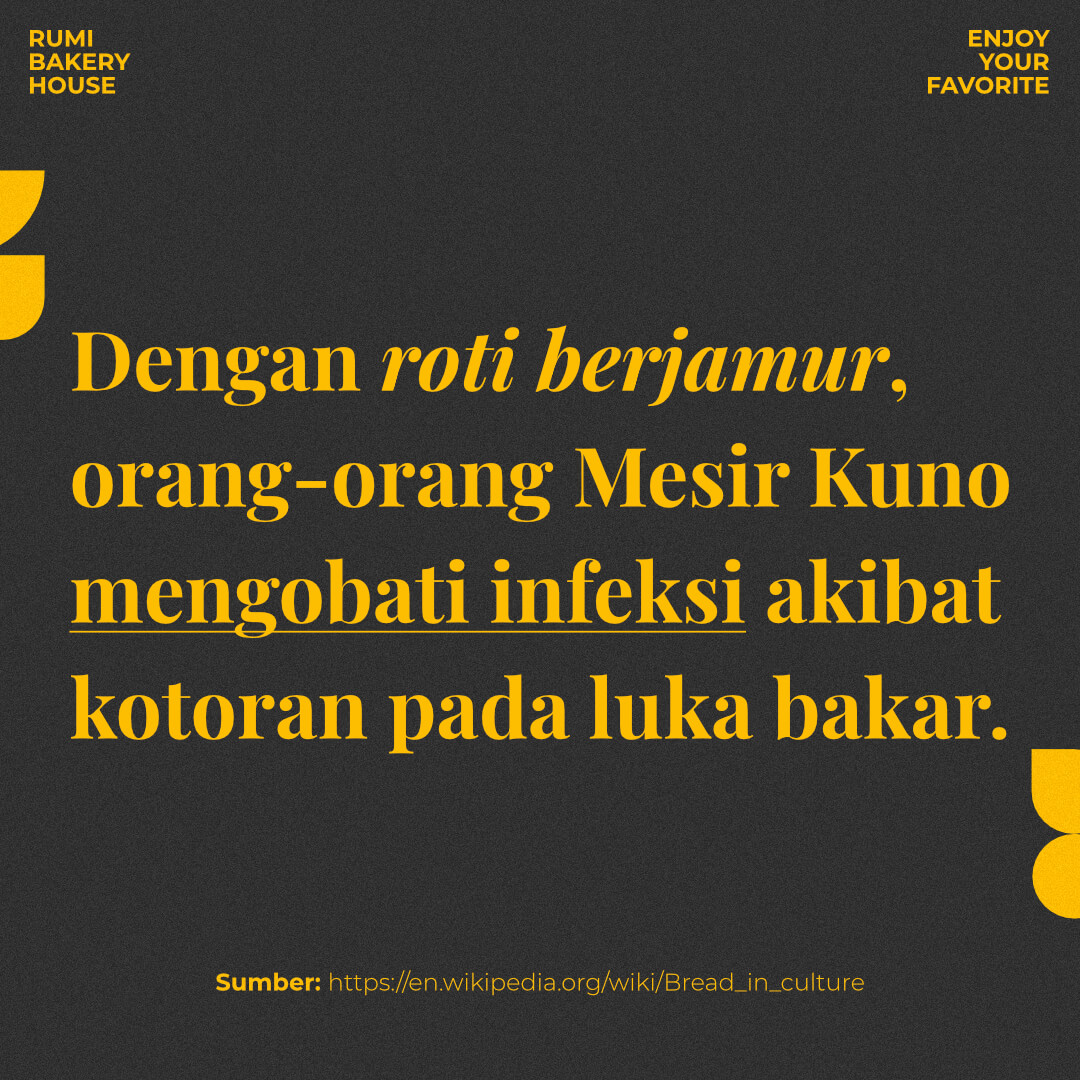 RUMI
BAKERY
HOUSE
ENJOY
YOUR
FAVORITE
Dengan roti berjamur,
orang-orang Mesir Kuno
mengobati infeksi akibat
kotoran pada luka bakar.
Sumber: https://en.wikipedia.org/wiki/Bread_in_culture